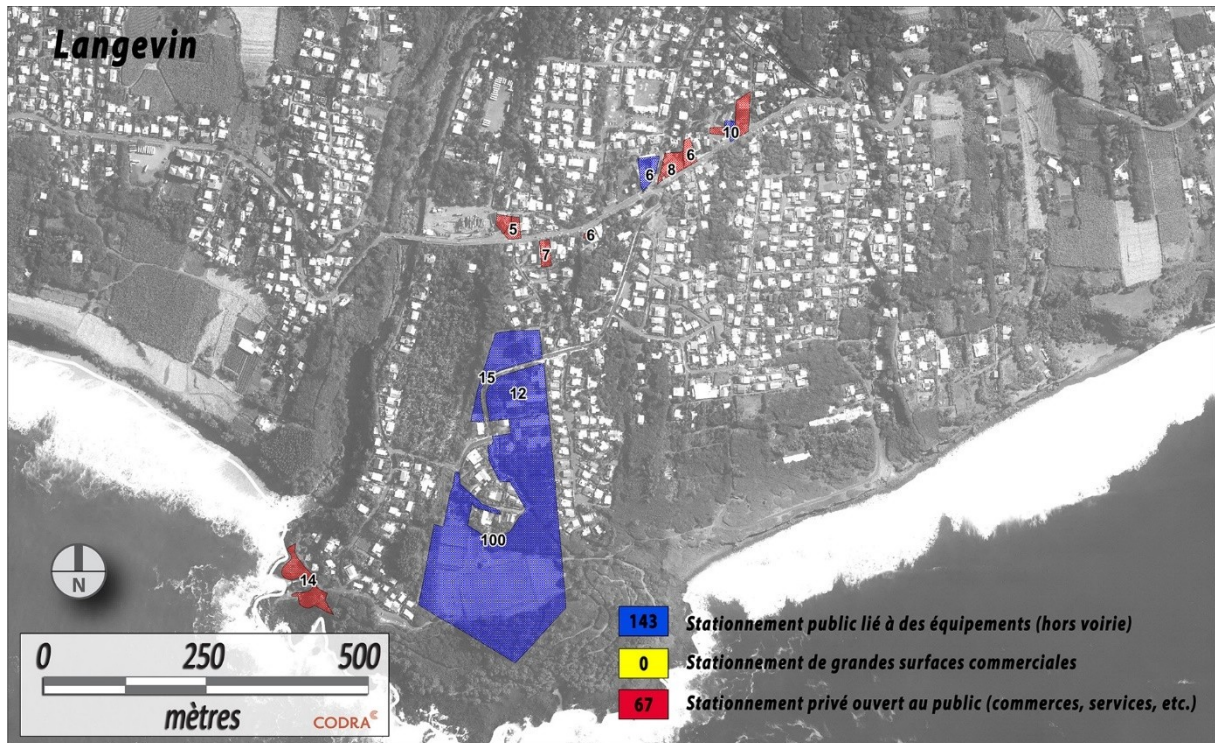 Langevin
10
6
8
6
5
6
7
15
12
100
14
N
143 Stationnement public lié à des équipements (hors voirie)
0 Stationnement de grandes surfaces commerciales
67 Stationnement privé ouvert au public (commerces, services, etc.)
0 250 500
mètres
CODRA